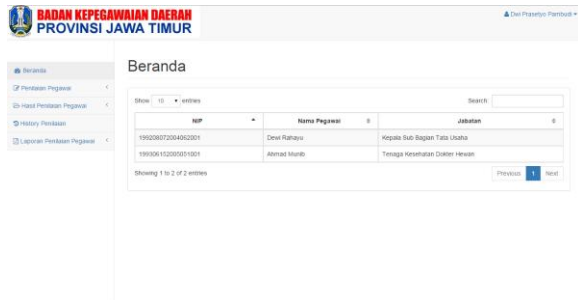 BADAN KEPEGAWAIAN DAERAH
PROVINSI JAWA TIMUR
Dwi Prasetyo Pambudi
Beranda
Penilaian Pegawai
Hasil Penilaian Pegawai
History Penilaian
Laporan Penilaian Pegawai
Beranda
Show 10 entries
Search:
NIP Nama Pegawai Jabatan
199208072004062001 Dewi Rahayu Kepala Sub Bagian Tata Usaha
199306152005051001 Ahmad Munib Tenaga Kesehatan Dokter Hewan
Showing 1 to 2 of 2 entries
Previous 1 Next